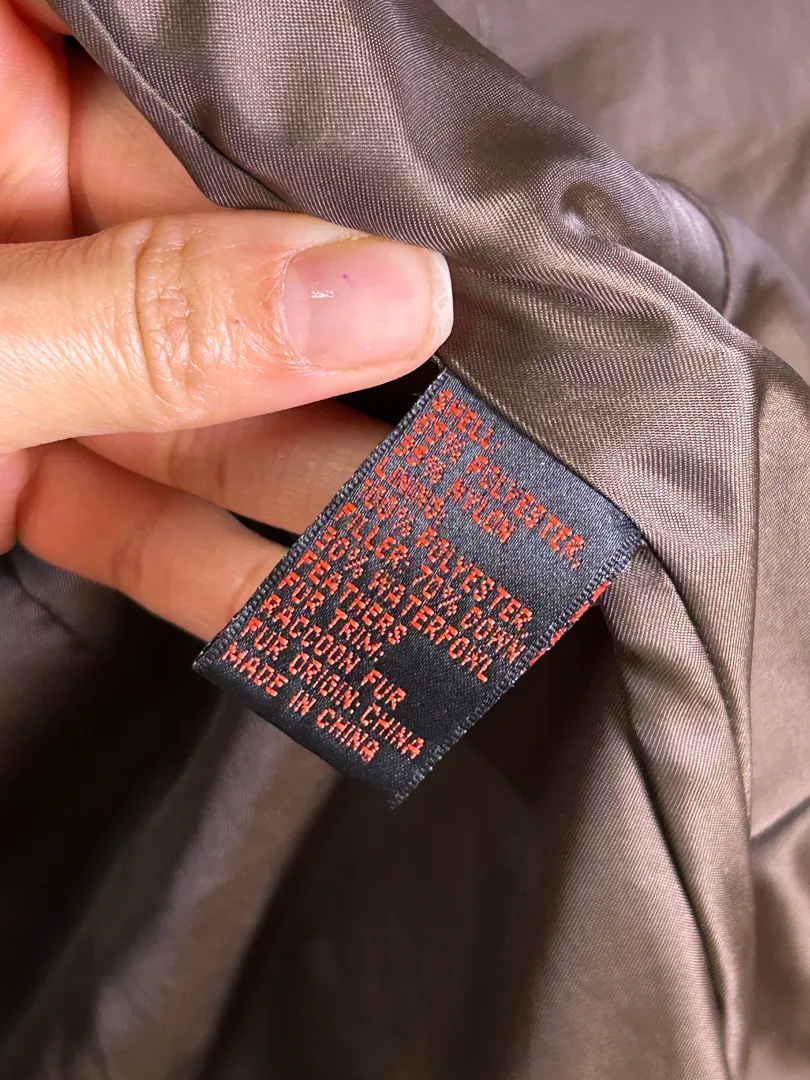 SHELL:
65% POLYESTER,
35% NYLON
LINING:
100% POLYESTER,
FILLER 70% DOWN
30% WATERFOWL
FEATHERS
FUR TRIM
RACCOON FUR
FUR ORIGIN: CHINA
MADE IN CHINA